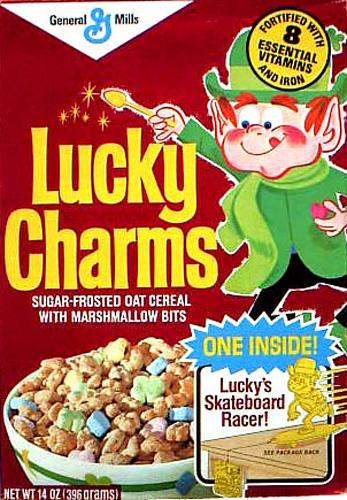 General G Mills
FORTIFIED WITH
8
ESSENTIAL
VITAMINS
AND IRON
Lucky
Charms
SUGAR-FROSTED OAT CEREAL
WITH MARSHMALLOW BITS
ONE INSIDE!
Lucky's
Skateboard
Racer!
SEE PACKAGE BACK
NET WT 14 OZ (396 grams)